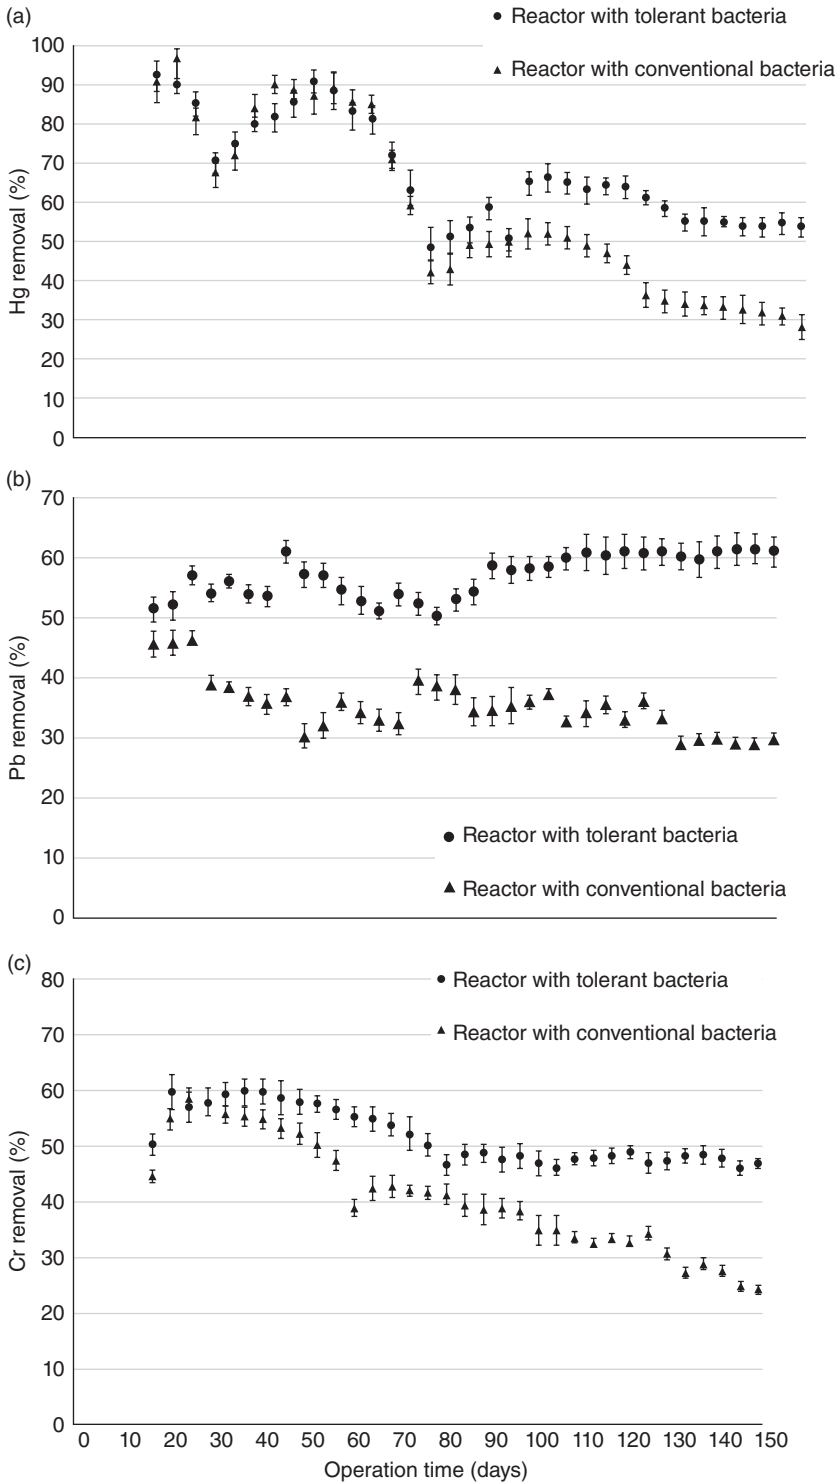 (a)
Reactor with tolerant bacteria
Reactor with conventional bacteria
100
90
80
70
60
50
40
30
20
10
0
Hg removal (%)
(b)
70
60
50
40
30
20
10
0
Pb removal (%)
Reactor with tolerant bacteria
Reactor with conventional bacteria
(c)
80
70
60
50
40
30
20
10
0
Cr removal (%)
Reactor with tolerant bacteria
Reactor with conventional bacteria
0 10 20 30 40 50 60 70 80 90 100 110 120 130 140 150
Operation time (days)